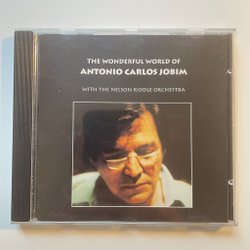 THE WONDERFUL WORLD OF
ANTONIO CARLOS JOBIM
WITH THE NELSON RIDDLE ORCHESTRA